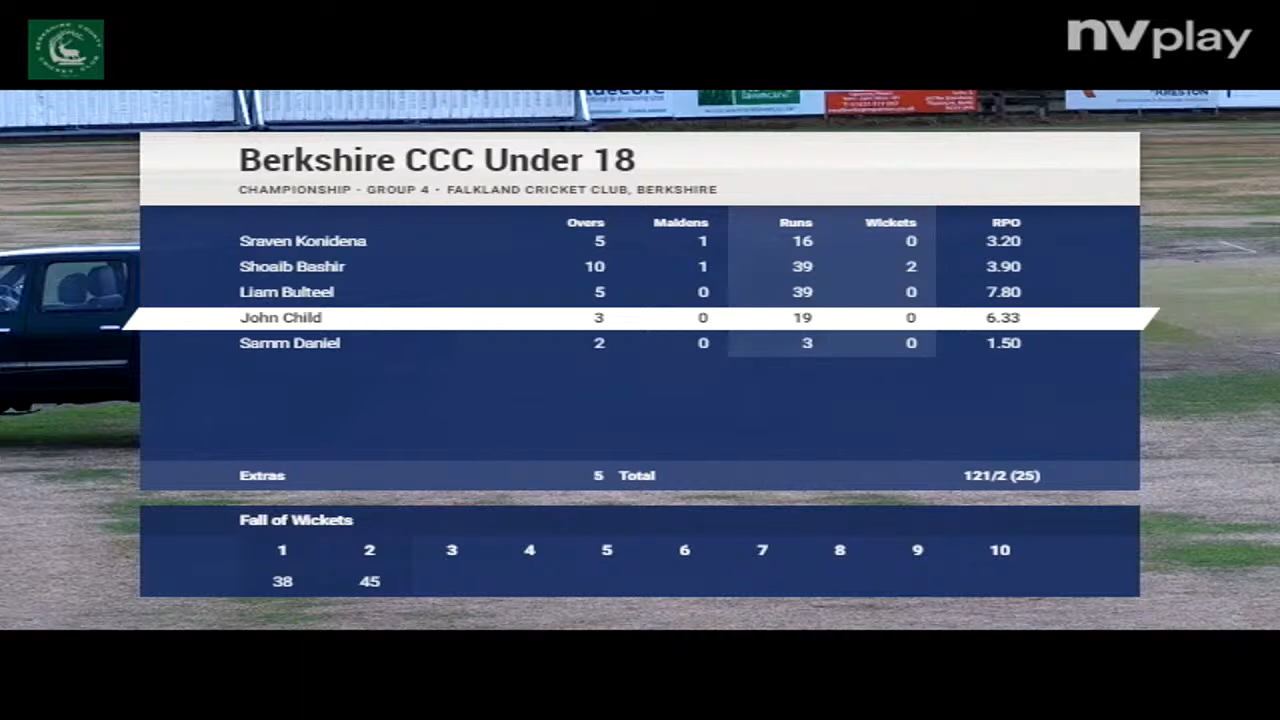 BERKSHIRE COUNTY CRICKET CLUB
nvplay
Berkshire CCC Under 18
CHAMPIONSHIP - GROUP 4 • FALKLAND CRICKET CLUB, BERKSHIRE
Overs Maidens Runs Wickets RPO
Sraven Konidena 5 1 16 0 3.20
Shoaib Bashir 10 1 39 2 3.90
Liam Bulteel 5 0 39 0 7.80
John Child 3 0 19 0 6.33
Samm Daniel 2 0 3 0 1.50
Extras 5 Total 121/2 (25)
Fall of Wickets
1 2 3 4 5 6 7 8 9 10
38 45